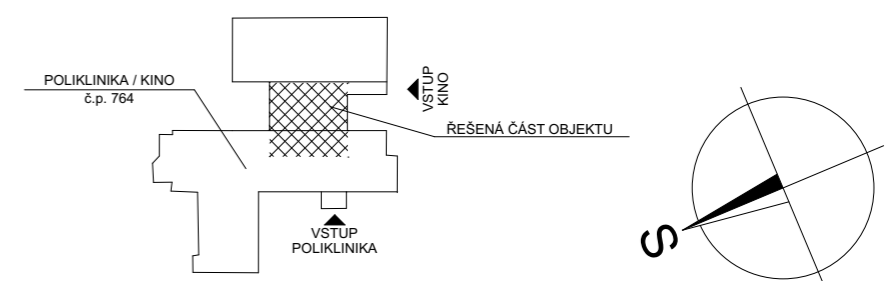 POLIKLINIKA / KINO
č.p. 764
VSTUP
KINO
ŘEŠENÁ ČÁST OBJEKTU
VSTUP
POLIKLINIKA
S